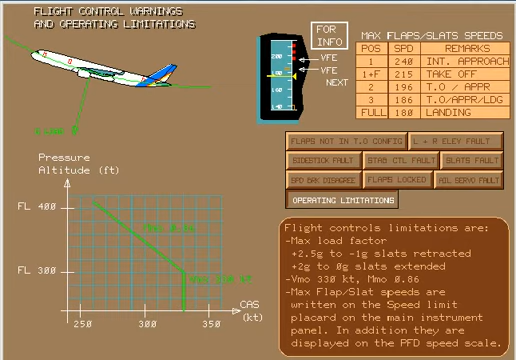 FLIGHT CONTROL WARNINGS
AND OPERATING LIMITATIONS
FOR
INFO
VFE
VFE
NEXT
200
180
160
140
MAX FLAPS/SLATS SPEEDS
POS SPD REMARKS
1 240 INT. APPROACH
1+F 215 TAKE OFF
2 196 T.O / APPR
3 186 T.O/APPR/LDG
FULL 180 LANDING
FLAPS NOT IN T.O CONFIG L + R ELEV FAULT
SIDESTICK FAULT STAB CTL FAULT SLATS FAULT
SPD BRK DISAGREE FLAPS LOCKED AIL SERVO FAULT
OPERATING LIMITATIONS
Pressure
Altitude (ft)
FL 400
FL 300
250 300 350
CAS
(kt)
Flight controls limitations are:
-Max load factor
+2.5g to -1g slats retracted
+2g to 0g slats extended
-Vmo 330 kt, Mmo 0.86
-Max Flap/Slat speeds are
written on the Speed limit
placard on the main instrument
panel. In addition they are
displayed on the PFD speed scale.